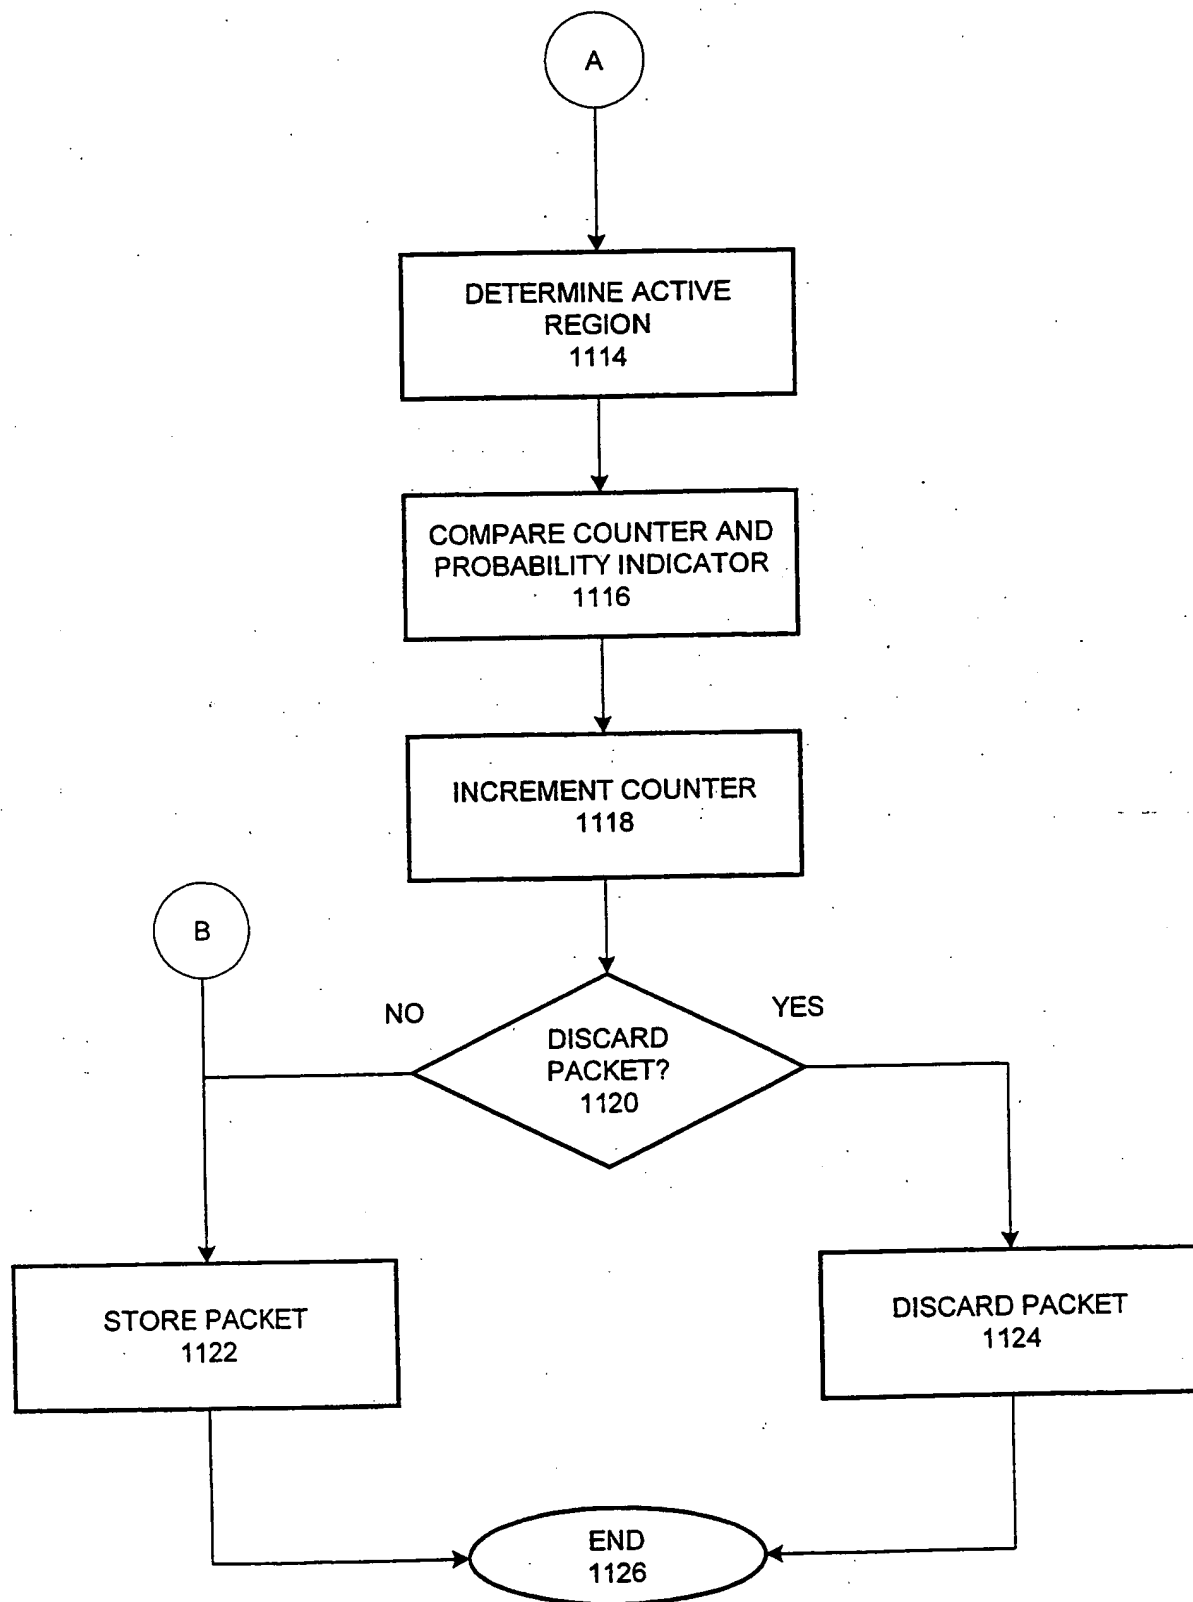 A
DETERMINE ACTIVE
REGION
1114
COMPARE COUNTER AND
PROBABILITY INDICATOR
1116
INCREMENT COUNTER
1118
B
NO
YES
DISCARD
PACKET?
1120
STORE PACKET
1122
DISCARD PACKET
1124
END
1126